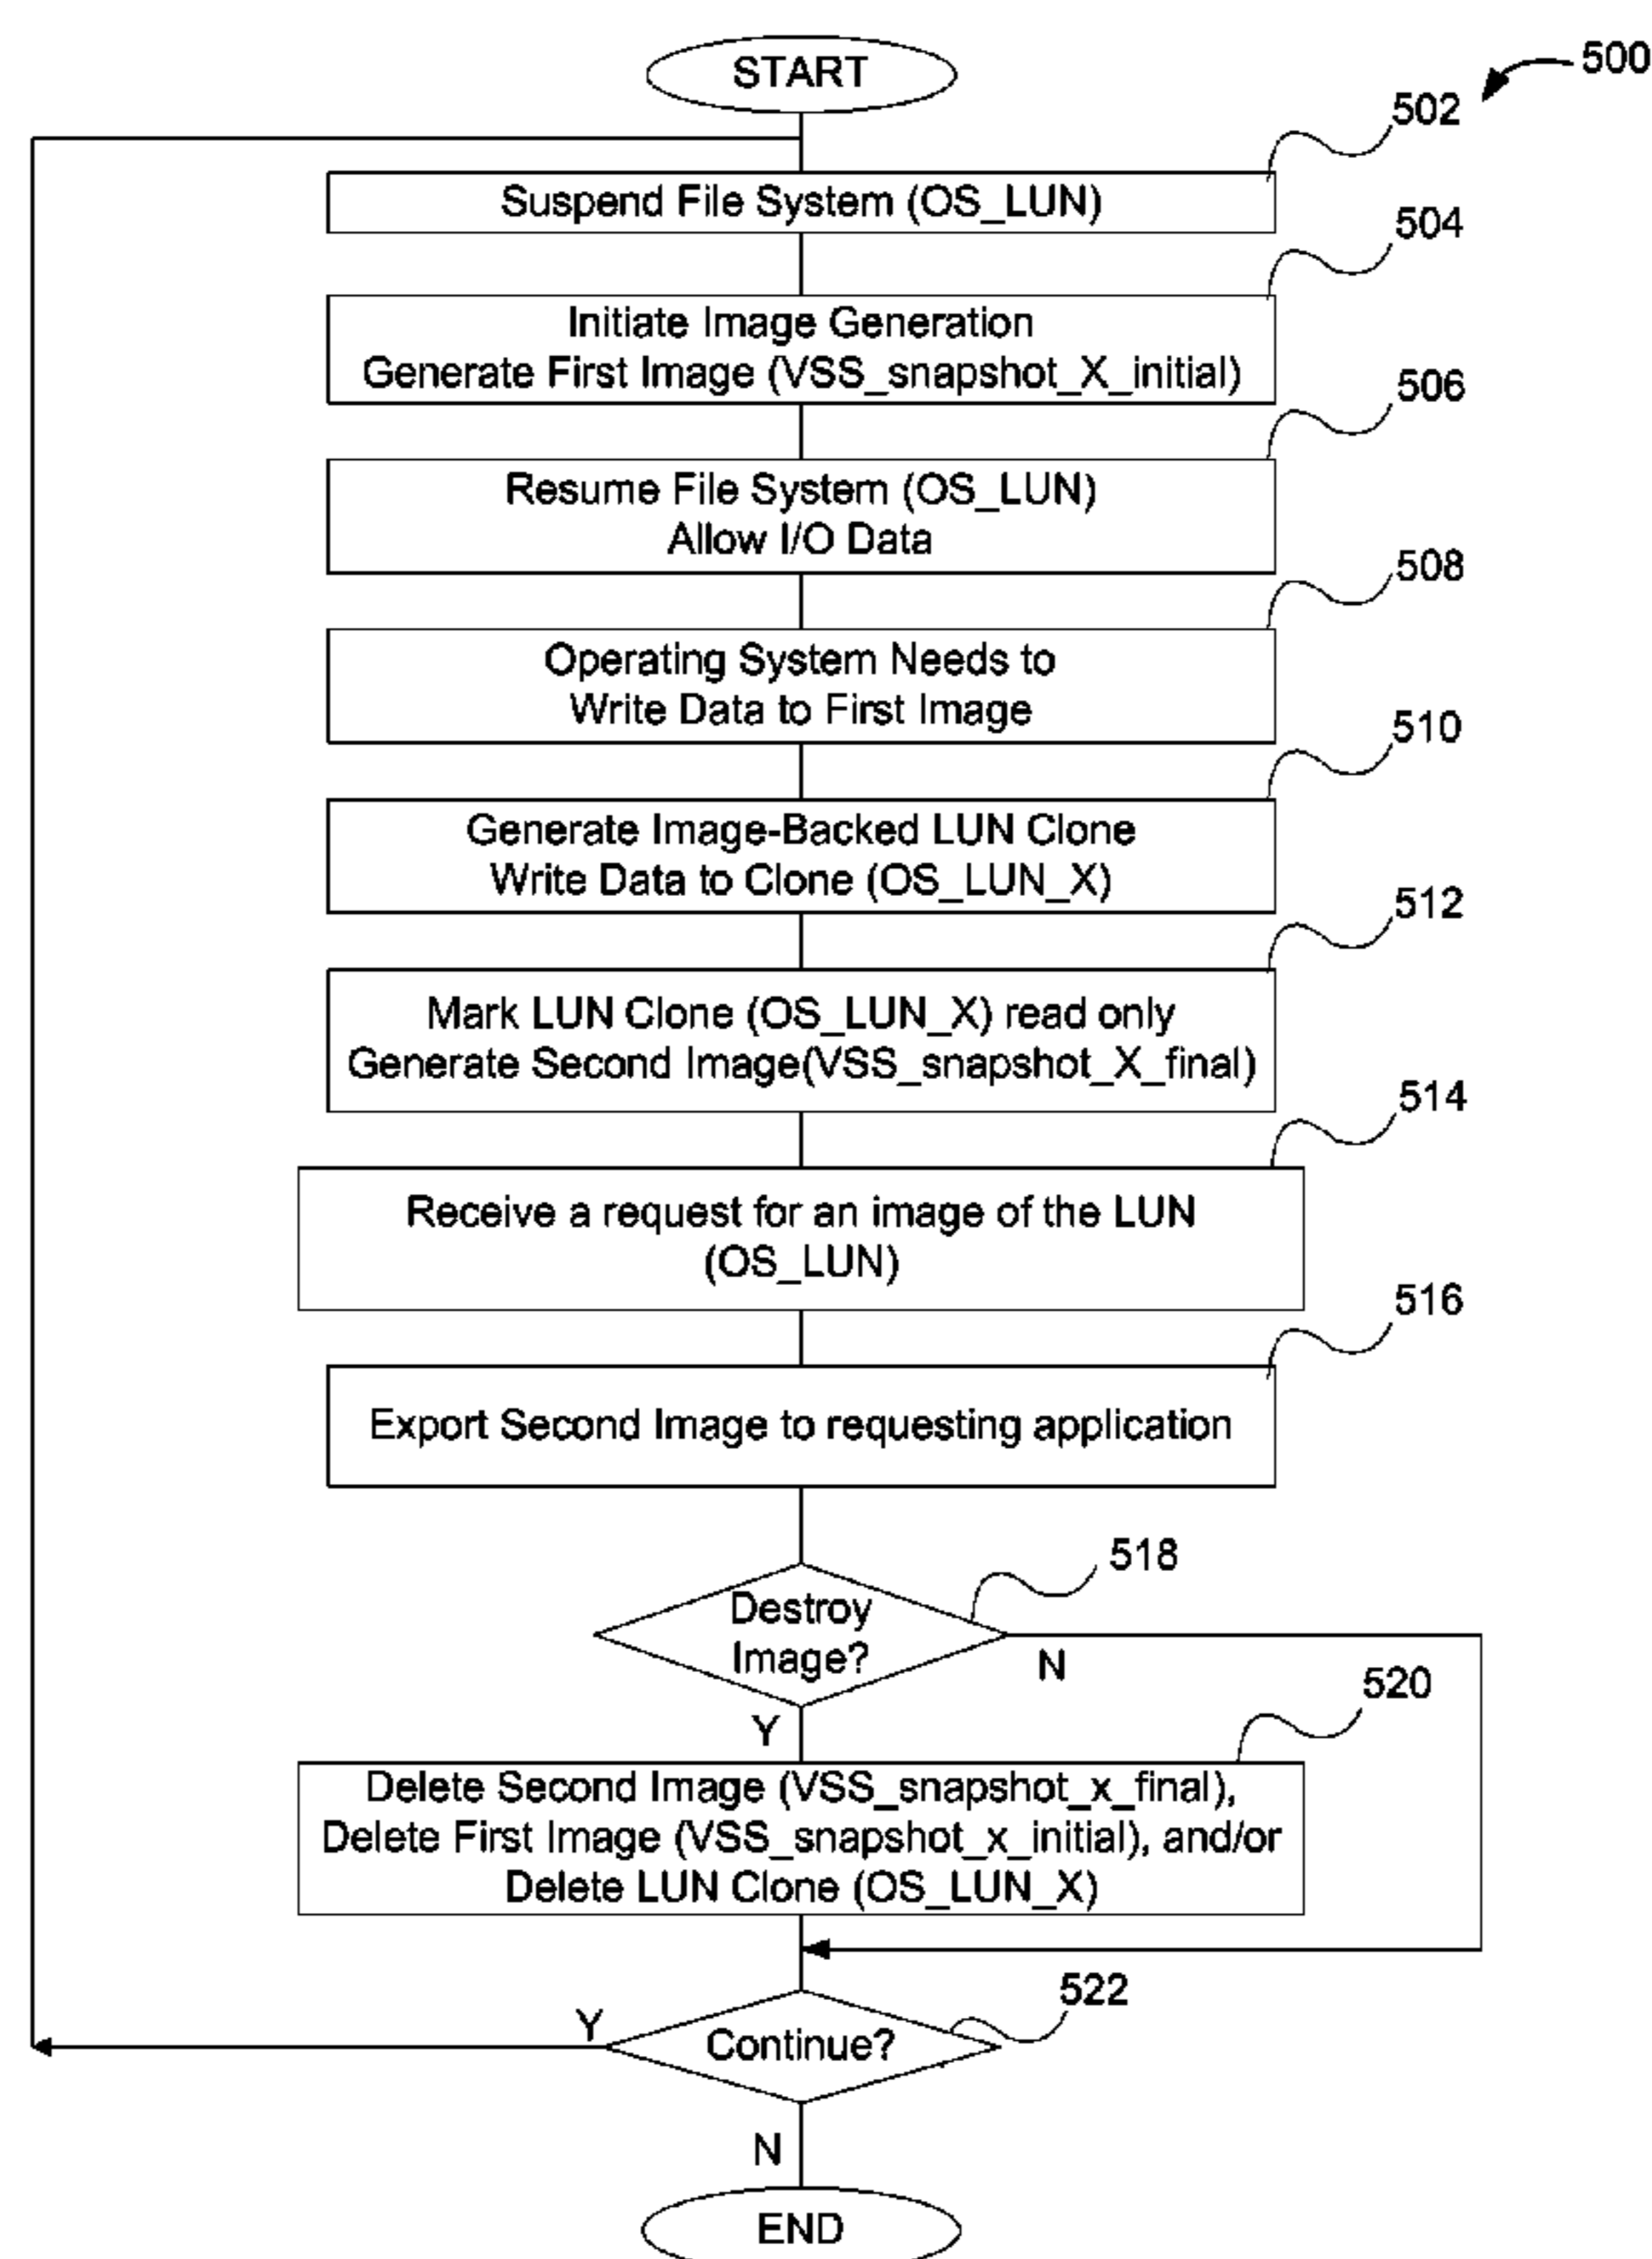 START
500
502
Suspend File System (OS_LUN)
504
Initiate Image Generation
Generate First Image (VSS_snapshot_X_initial)
506
Resume File System (OS_LUN)
Allow I/O Data
508
Operating System Needs to
Write Data to First Image
510
Generate Image-Backed LUN Clone
Write Data to Clone (OS_LUN_X)
512
Mark LUN Clone (OS_LUN_X) read only
Generate Second Image(VSS_snapshot_X_final)
514
Receive a request for an image of the LUN
(OS_LUN)
516
Export Second Image to requesting application
518
Destroy
Image?
N
Y
520
Delete Second Image (VSS_snapshot_x_final),
Delete First Image (VSS_snapshot_x_initial), and/or
Delete LUN Clone (OS_LUN_X)
522
Y
Continue?
N
END